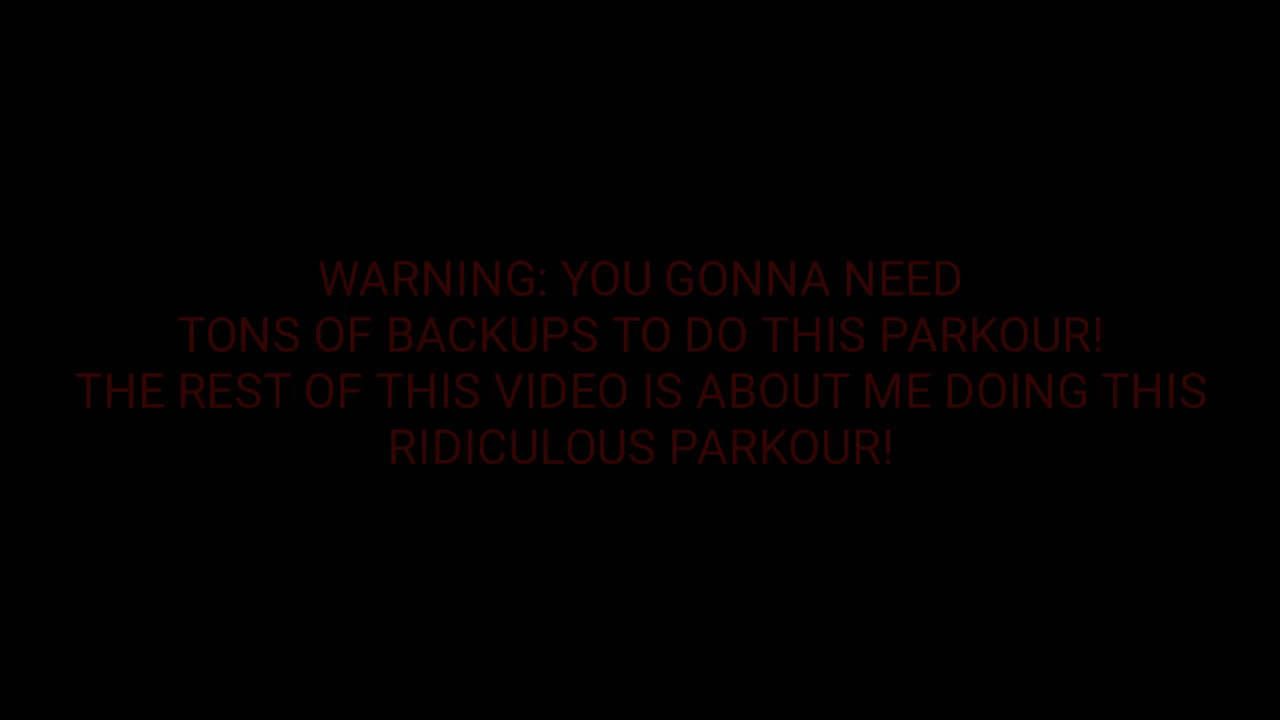 WARNING: YOU GONNA NEED
TONS OF BACKUPS TO DO THIS PARKOUR!
THE REST OF THIS VIDEO IS ABOUT ME DOING THIS
RIDICULOUS PARKOUR!